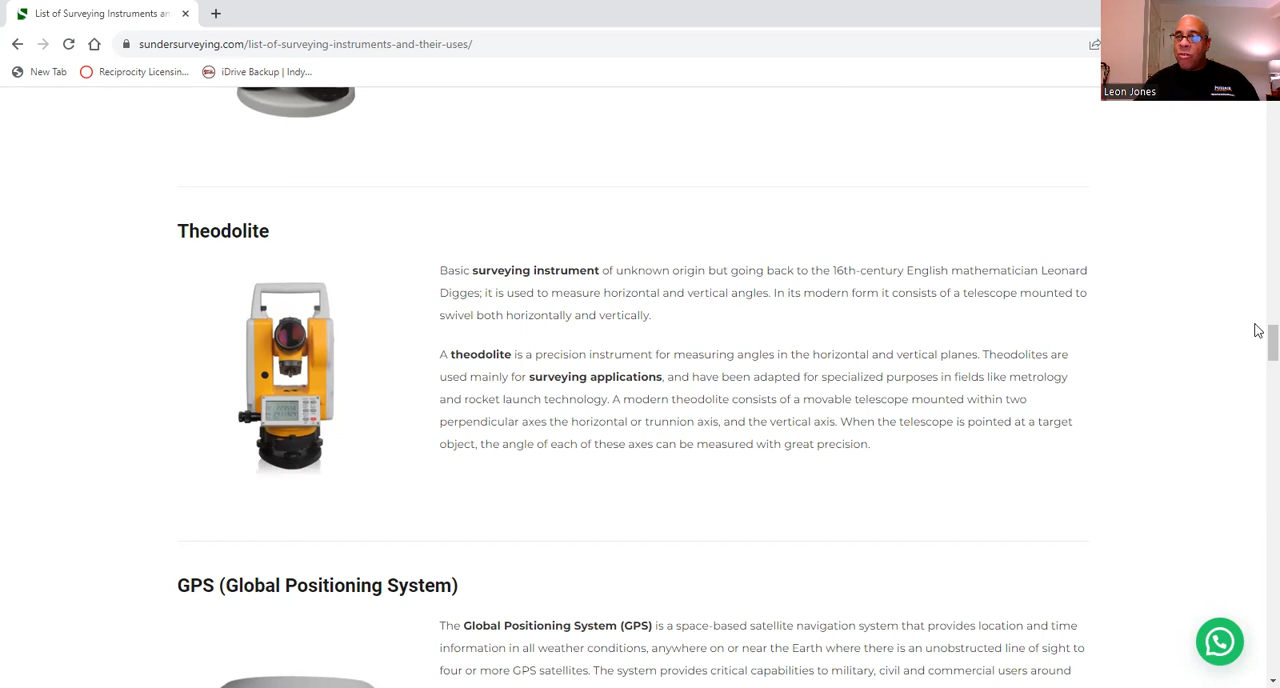 List of Surveying Instruments an
sundersurveying.com/list-of-surveying-instruments-and-their-uses/
New Tab
Reciprocity Licensin...
iDrive Backup | Indy...
Leon Jones
Theodolite
Basic surveying instrument of unknown origin but going back to the 16th-century English mathematician Leonard
Digges; it is used to measure horizontal and vertical angles. In its modern form it consists of a telescope mounted to
swivel both horizontally and vertically.
A theodolite is a precision instrument for measuring angles in the horizontal and vertical planes. Theodolites are
used mainly for surveying applications, and have been adapted for specialized purposes in fields like metrology
and rocket launch technology. A modern theodolite consists of a movable telescope mounted within two
perpendicular axes the horizontal or trunnion axis, and the vertical axis. When the telescope is pointed at a target
object, the angle of each of these axes can be measured with great precision.
GPS (Global Positioning System)
The Global Positioning System (GPS) is a space-based satellite navigation system that provides location and time
information in all weather conditions, anywhere on or near the Earth where there is an unobstructed line of sight to
four or more GPS satellites. The system provides critical capabilities to military, civil and commercial users around